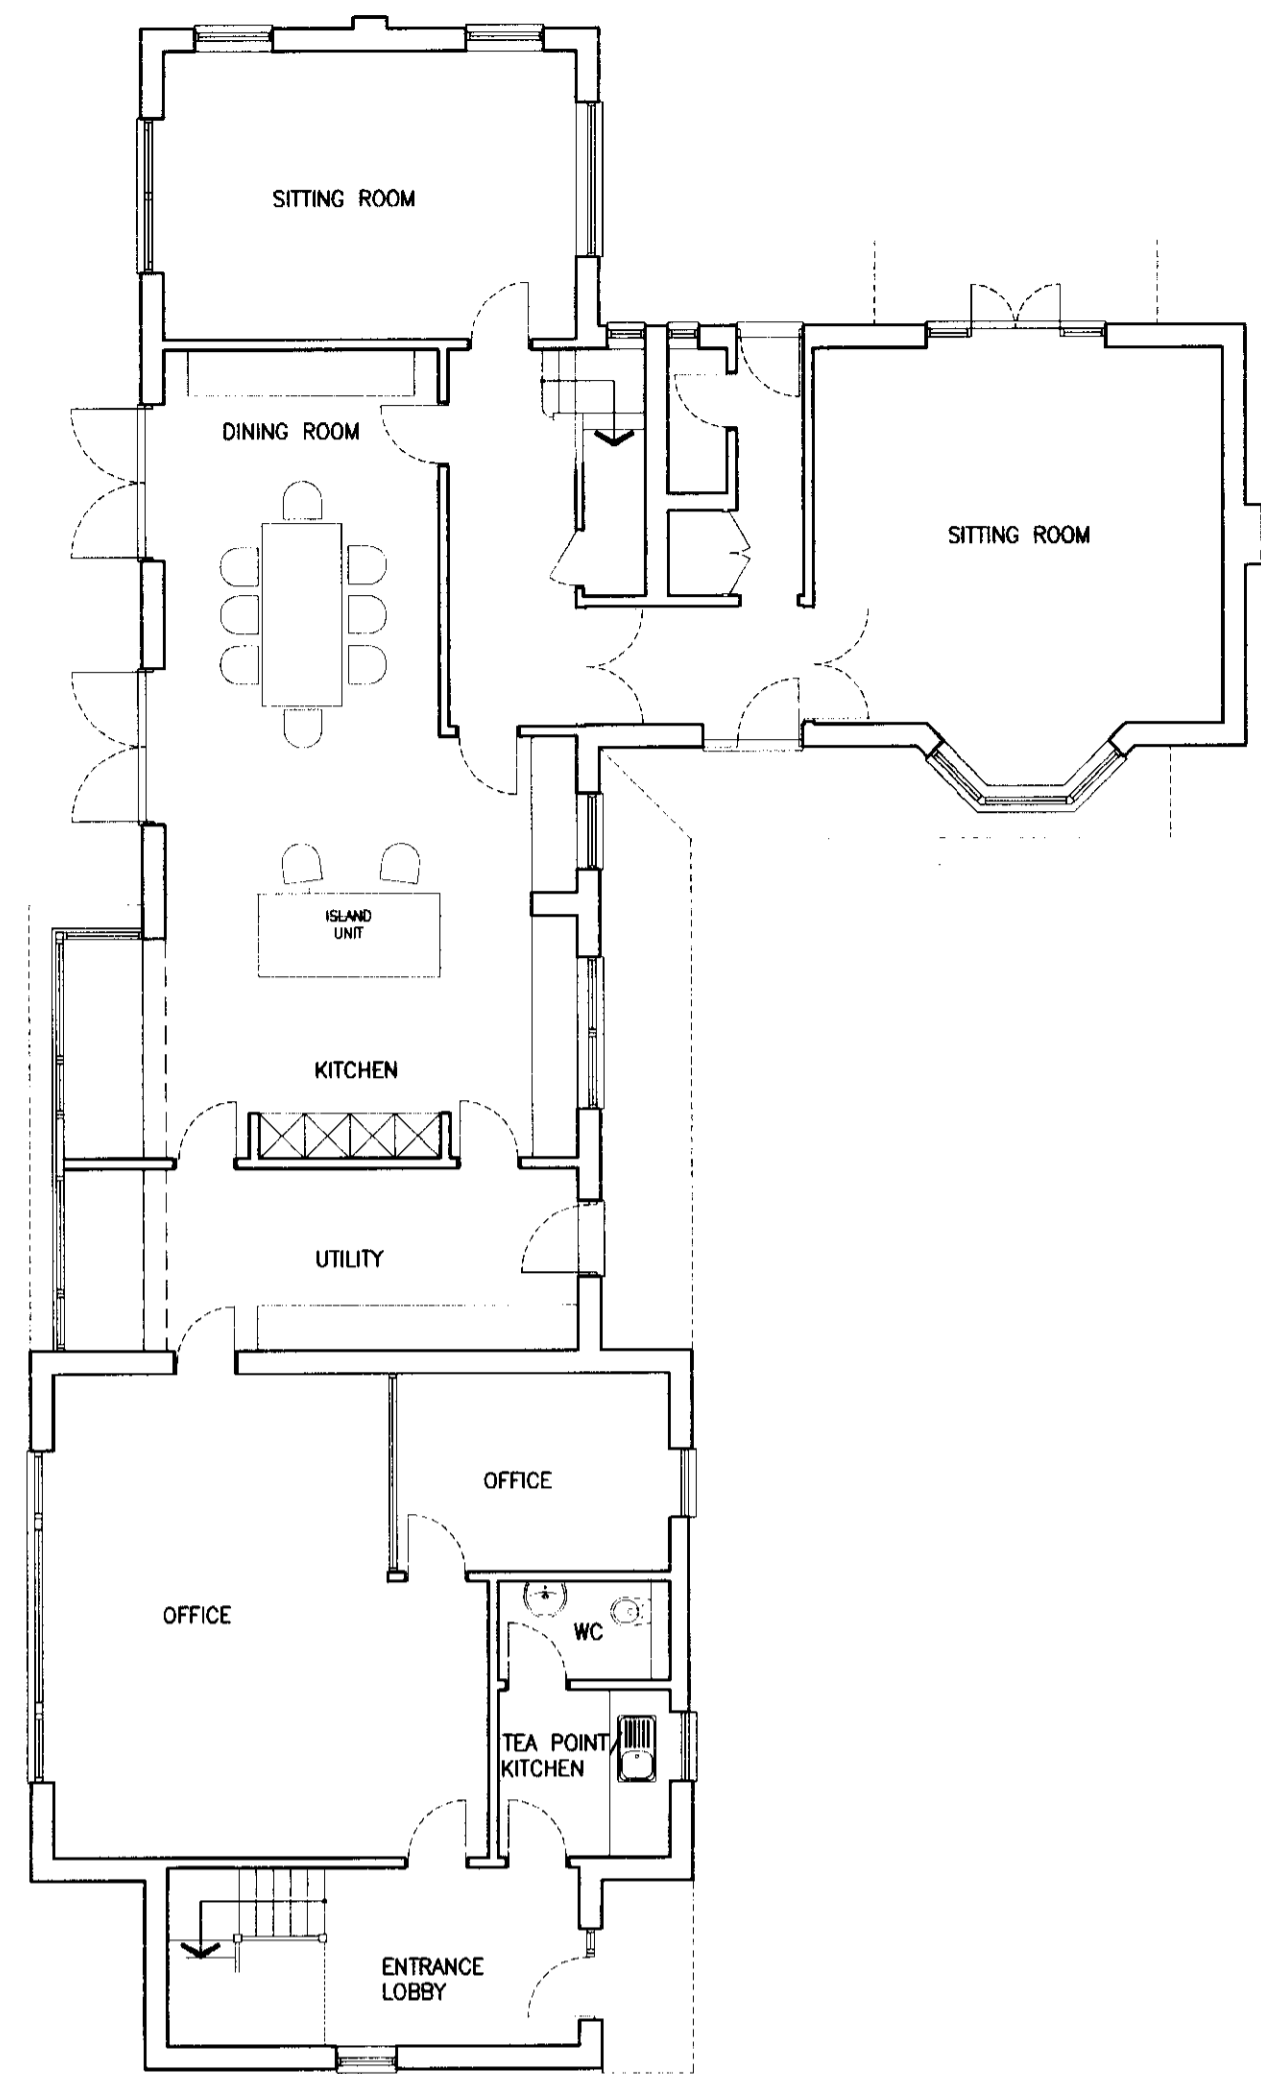 SITTING ROOM
DINING ROOM
SITTING ROOM
ISLAND
UNIT
KITCHEN
UTILITY
OFFICE
OFFICE
WC
TEA POINT
KITCHEN
ENTRANCE
LOBBY